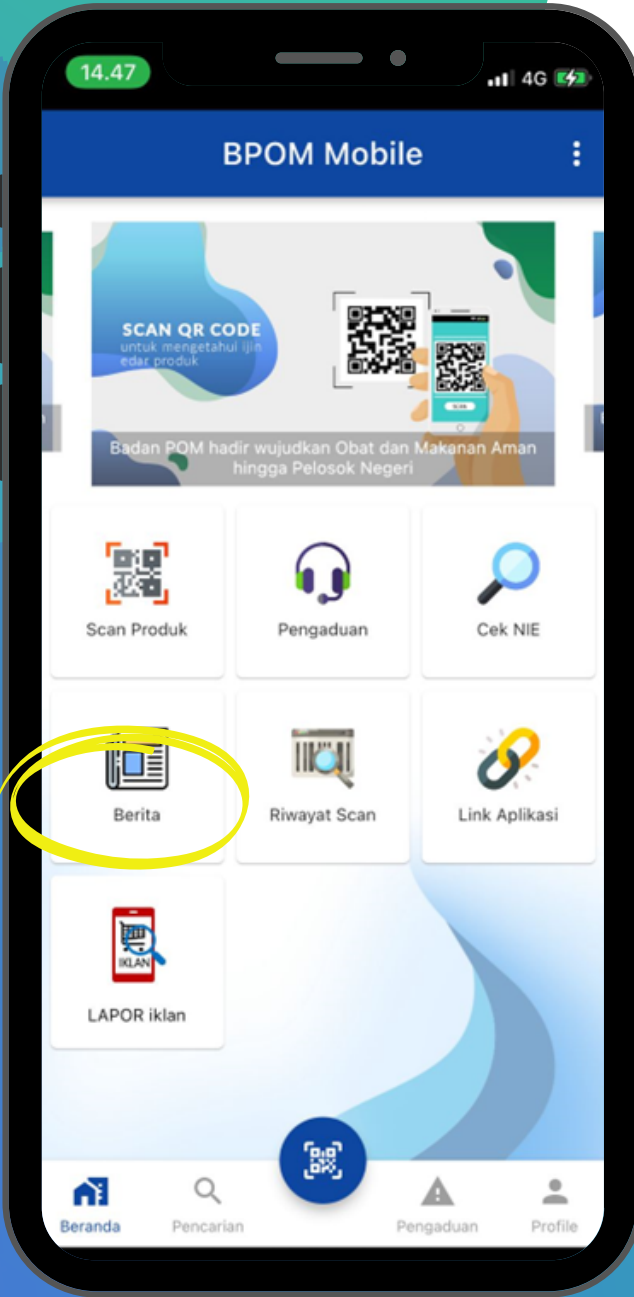 14.47
4G
BPOM Mobile
SCAN QR CODE
untuk mengetahui ijin
edar produk
SCAN
Badan POM hadir wujudkan Obat dan Makanan Aman
hingga Pelosok Negeri
Scan Produk
Pengaduan
Cek NIE
Berita
Riwayat Scan
Link Aplikasi
IKLAN
LAPOR iklan
Beranda
Pencarian
Pengaduan
Profile